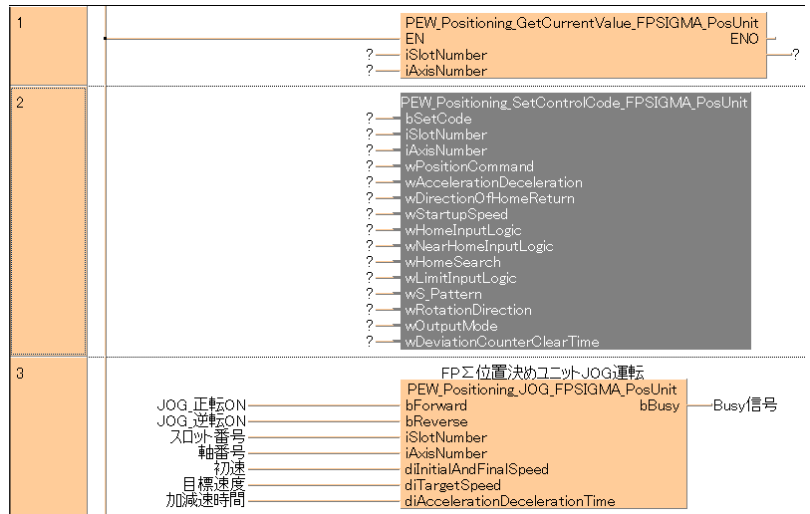 1
PEW_Positioning_GetCurrentValue_FPSIGMA_PosUnit
EN ENO
? iSlotNumber ?
? iAxisNumber
2
PEW_Positioning_SetControlCode_FPSIGMA_PosUnit
? bSetCode
? iSlotNumber
? iAxisNumber
? wPositionCommand
? wAccelerationDeceleration
? wDirectionOfHomeReturn
? wStartupSpeed
? wHomeInputLogic
? wNearHomeInputLogic
? wHomeSearch
? wLimitInputLogic
? wS_Pattern
? wRotationDirection
? wOutputMode
? wDeviationCounterClearTime
3
FPΣ位置決めユニットJOG運転
PEW_Positioning_JOG_FPSIGMA_PosUnit
JOG_正転ON bForward bBusy Busy信号
JOG_逆転ON bReverse
スロット番号 iSlotNumber
軸番号 iAxisNumber
初速 diInitialAndFinalSpeed
目標速度 diTargetSpeed
加減速時間 diAccelerationDecelerationTime